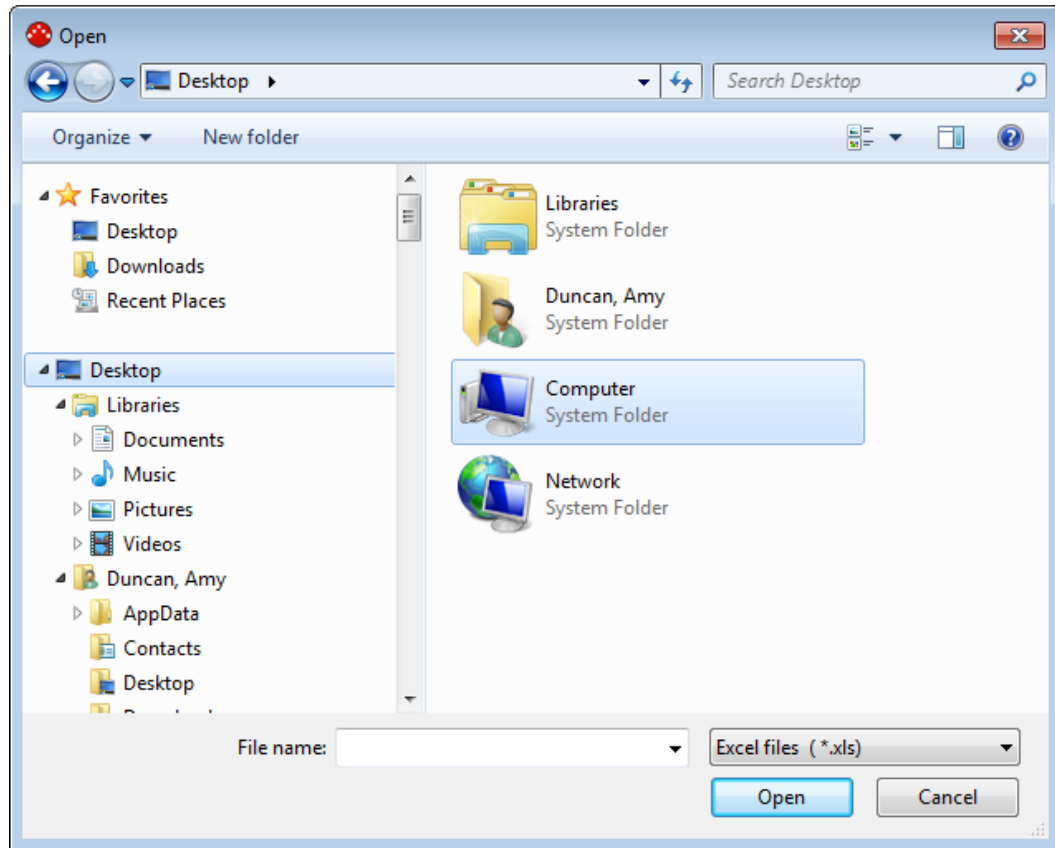 Open
Desktop
Search Desktop
Organize
New folder
Favorites
Desktop
Downloads
Recent Places
Desktop
Libraries
Documents
Music
Pictures
Videos
Duncan, Amy
AppData
Contacts
Desktop
Libraries
System Folder
Duncan, Amy
System Folder
Computer
System Folder
Network
System Folder
File name:
Excel files ( *.xls)
Open
Cancel